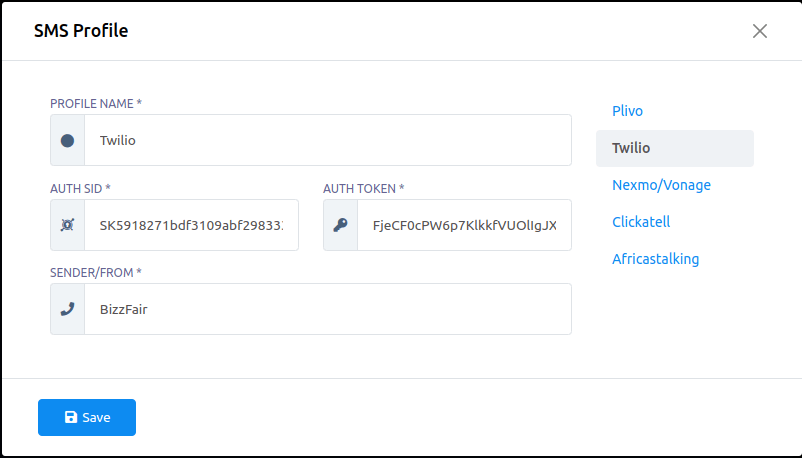 SMS Profile
PROFILE NAME *
Twilio
AUTH SID *
AUTH TOKEN *
SK5918271bdf3109abf298333
FjeCF0cPW6p7KlkkfVUOlIgJX
SENDER/FROM *
BizzFair
Plivo
Twilio
Nexmo/Vonage
Clickatell
Africastalking
Save